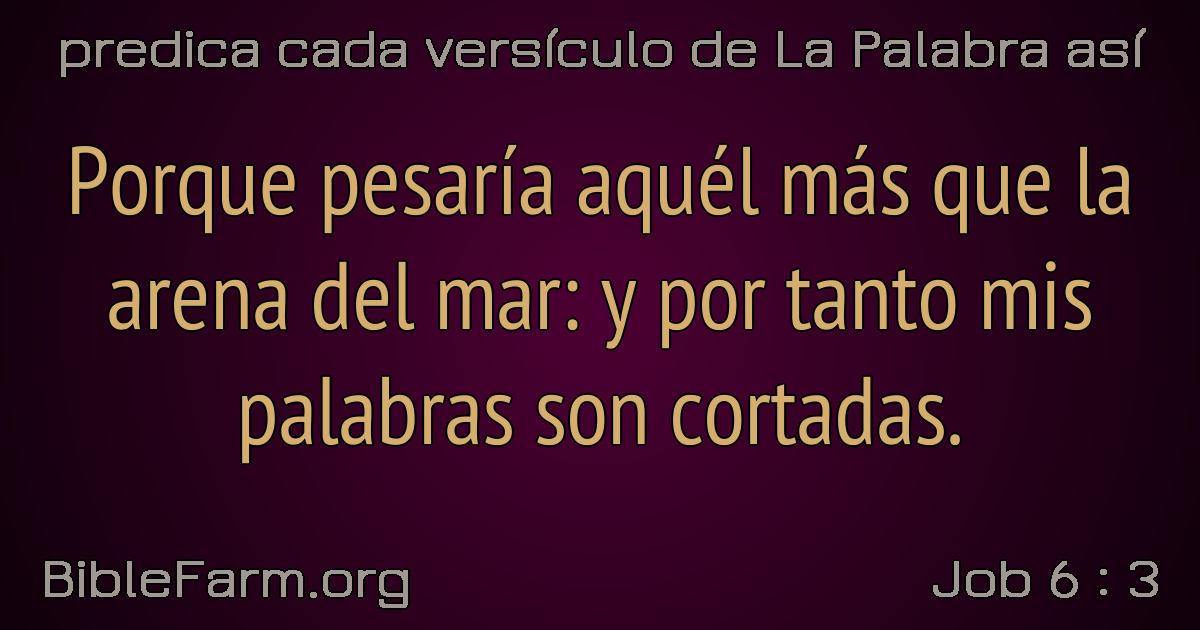 predica cada versículo de La Palabra así
Porque pesaría aquél más que la
arena del mar: y por tanto mis
palabras son cortadas.
BibleFarm.org
Job 6 : 3